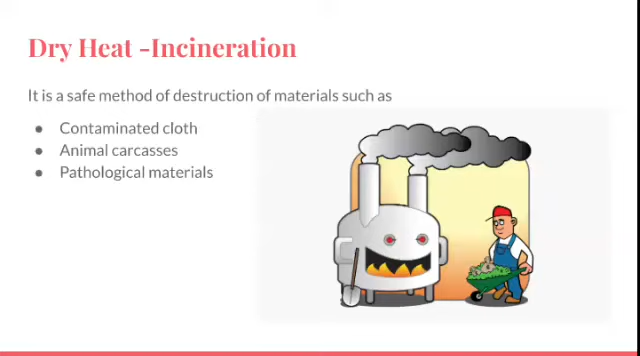 Dry Heat -Incineration
It is a safe method of destruction of materials such as
● Contaminated cloth
● Animal carcasses
● Pathological materials